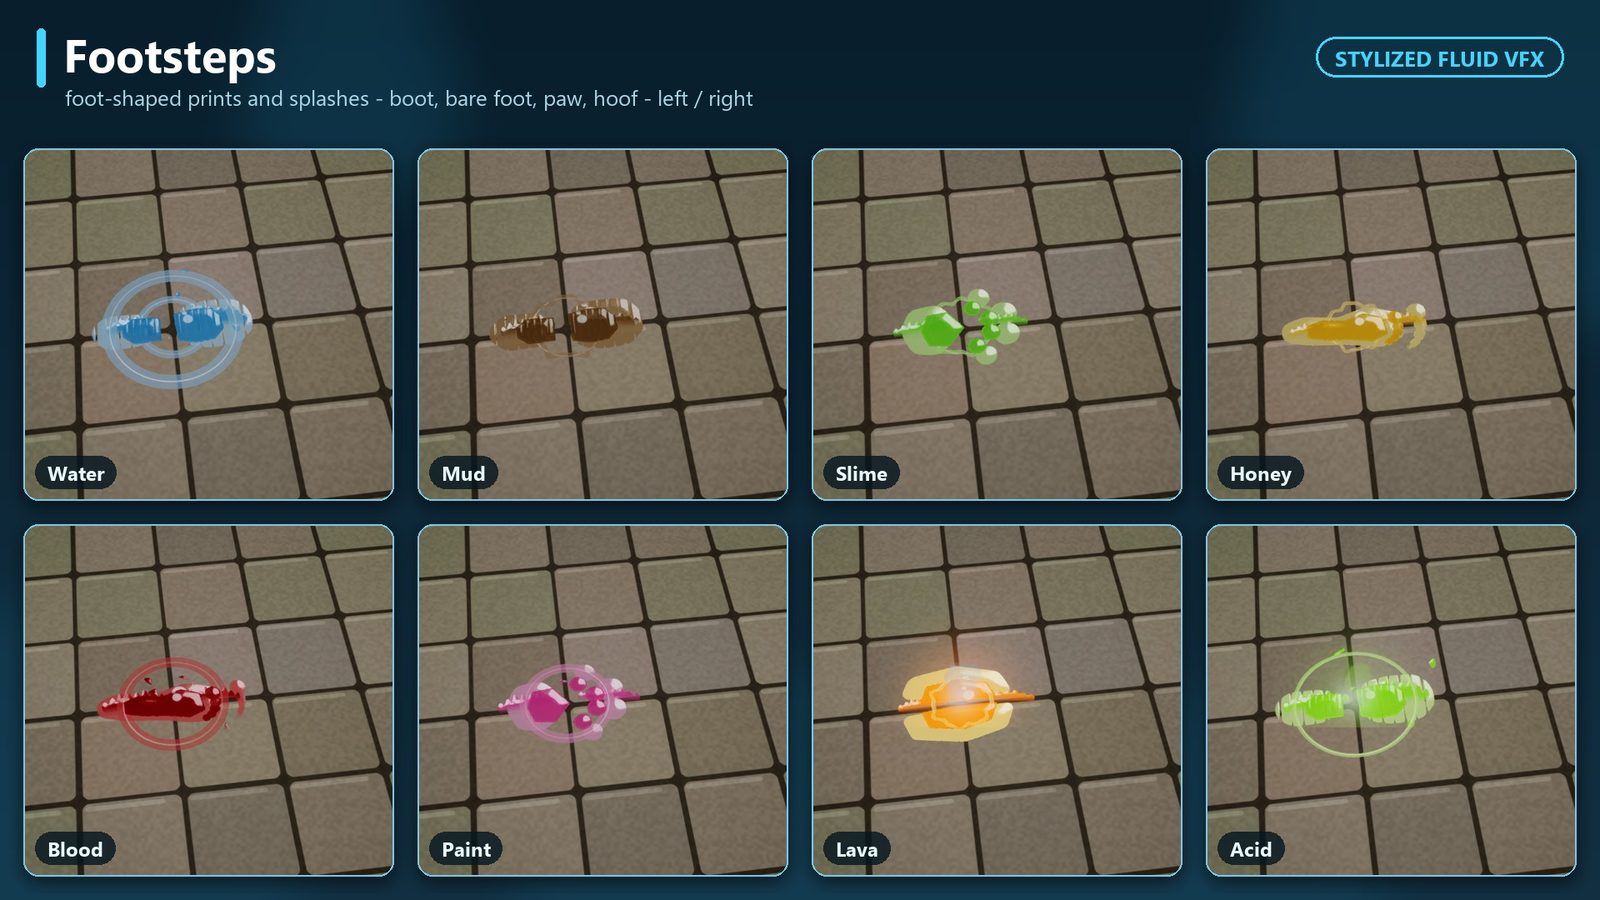 Footsteps
STYLIZED FLUID VFX
foot-shaped prints and splashes - boot, bare foot, paw, hoof - left / right
Water
Mud
Slime
Honey
Blood
Paint
Lava
Acid